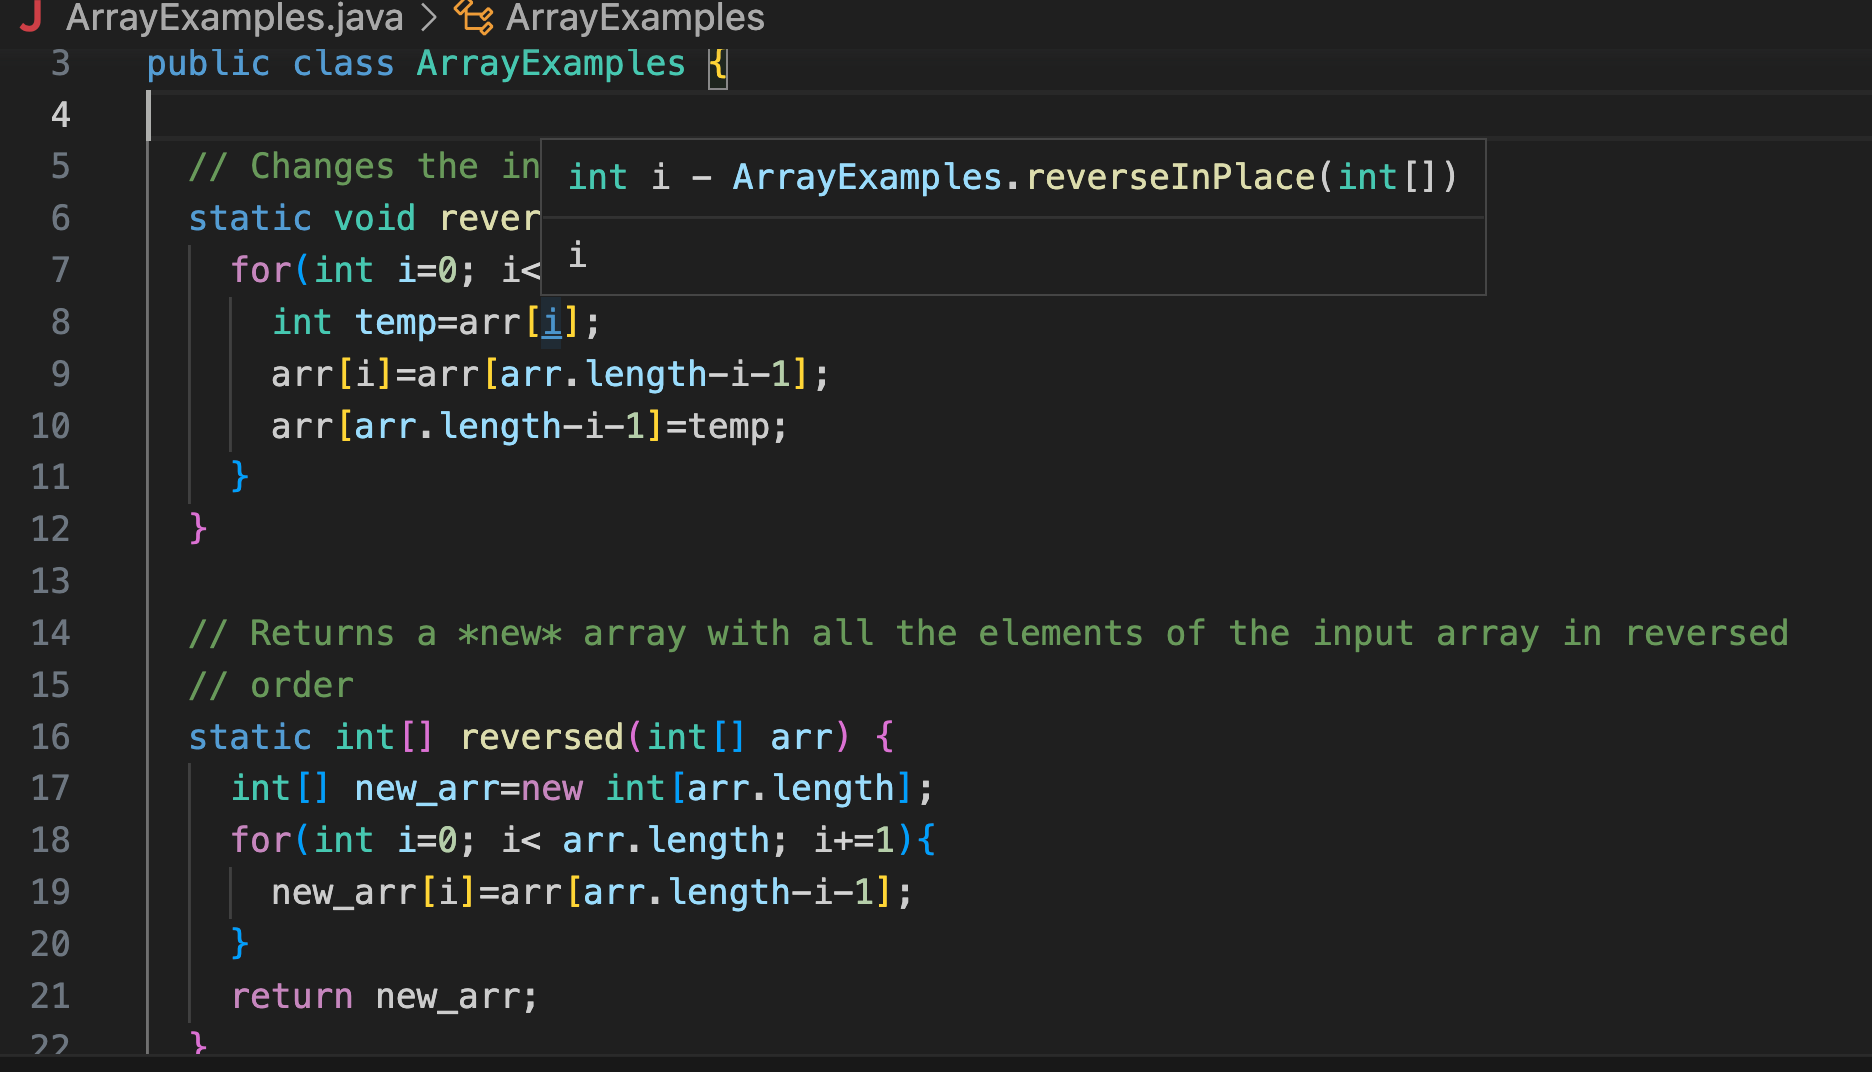 ArrayExamples.java > ArrayExamples
3 public class ArrayExamples {
4
5 // Changes the in
int i - ArrayExamples.reverseInPlace(int[])
6 static void rever
i
7 for(int i=0; i<
8 int temp=arr[i];
9 arr[i]=arr[arr.length-i-1];
10 arr[arr.length-i-1]=temp;
11 }
12 }
13
14 // Returns a *new* array with all the elements of the input array in reversed
15 // order
16 static int[] reversed(int[] arr) {
17 int[] new_arr=new int[arr.length];
18 for(int i=0; i< arr.length; i+=1){
19 new_arr[i]=arr[arr.length-i-1];
20 }
21 return new_arr;
22 }